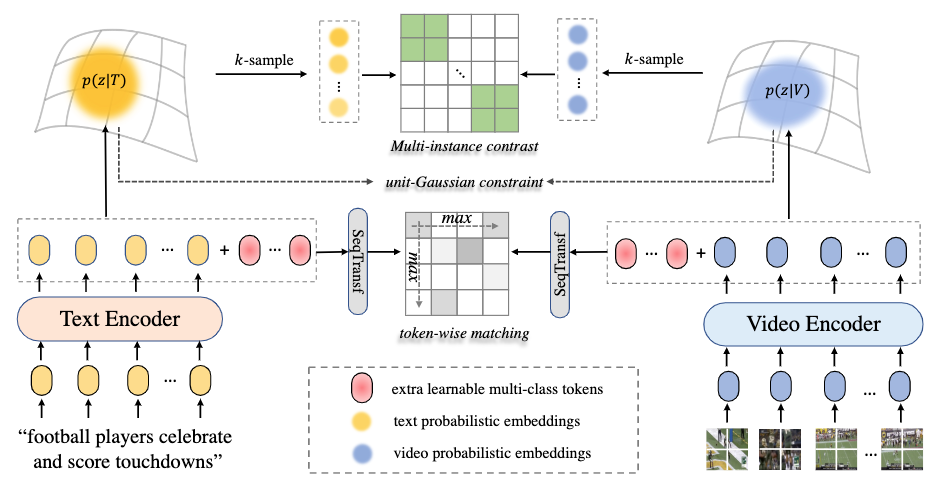 p(z|T)
k-sample
⋮
⋱
⋮
k-sample
p(z|V)
Multi-instance contrast
unit-Gaussian constraint
··· + ···
SeqTransf
max
max
SeqTransf
··· + ···
token-wise matching
Text Encoder
Video Encoder
···
···
extra learnable multi-class tokens
text probabilistic embeddings
video probabilistic embeddings
“football players celebrate
and score touchdowns”
···